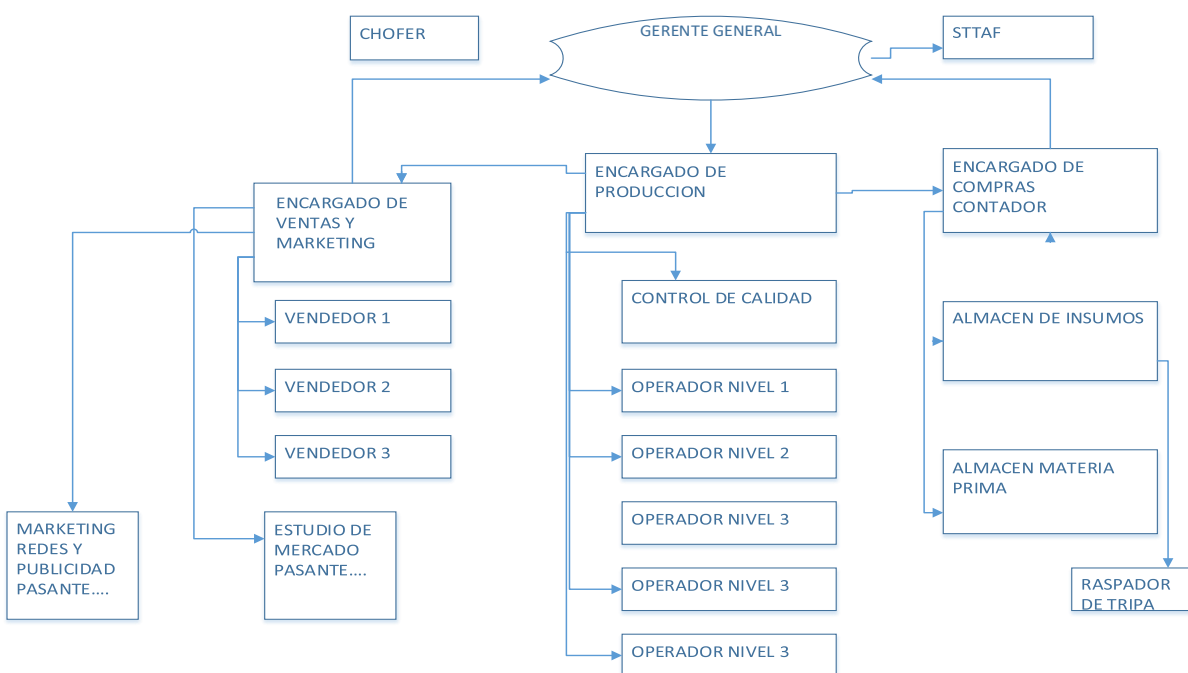 CHOFER
GERENTE GENERAL
STTAF
ENCARGADO DE
VENTAS Y
MARKETING
ENCARGADO DE
PRODUCCION
ENCARGADO DE
COMPRAS
CONTADOR
VENDEDOR 1
VENDEDOR 2
VENDEDOR 3
MARKETING
REDES Y
PUBLICIDAD
PASANTE....
ESTUDIO DE
MERCADO
PASANTE....
CONTROL DE CALIDAD
OPERADOR NIVEL 1
OPERADOR NIVEL 2
OPERADOR NIVEL 3
OPERADOR NIVEL 3
OPERADOR NIVEL 3
ALMACEN DE INSUMOS
ALMACEN MATERIA
PRIMA
RASPADOR
DE TRIPA